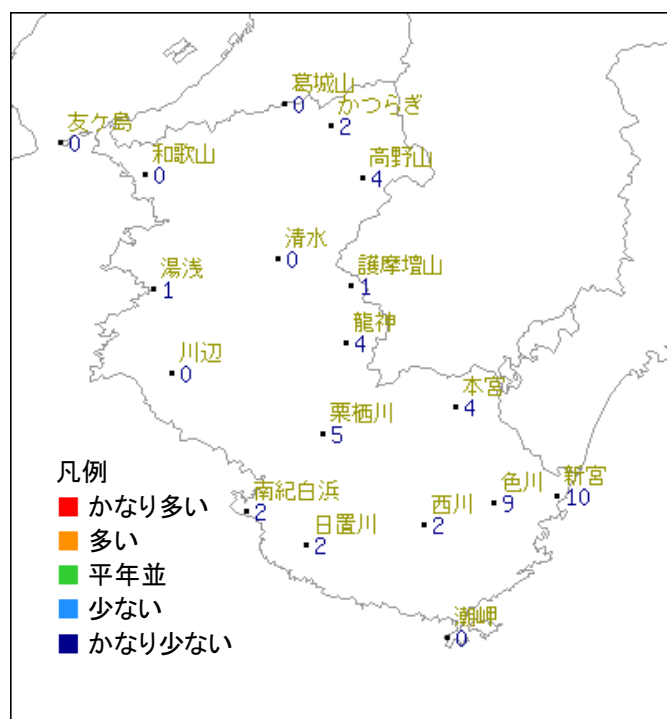 葛城山
0
かつらぎ
2
友ケ島
0
和歌山
0
高野山
4
清水
0
護摩壇山
1
湯浅
1
龍神
4
川辺
0
本宮
4
栗栖川
5
南紀白浜
2
日置川
2
西川
2
色川
9
新宮
10
潮岬
0
凡例
かなり多い
多い
平年並
少ない
かなり少ない